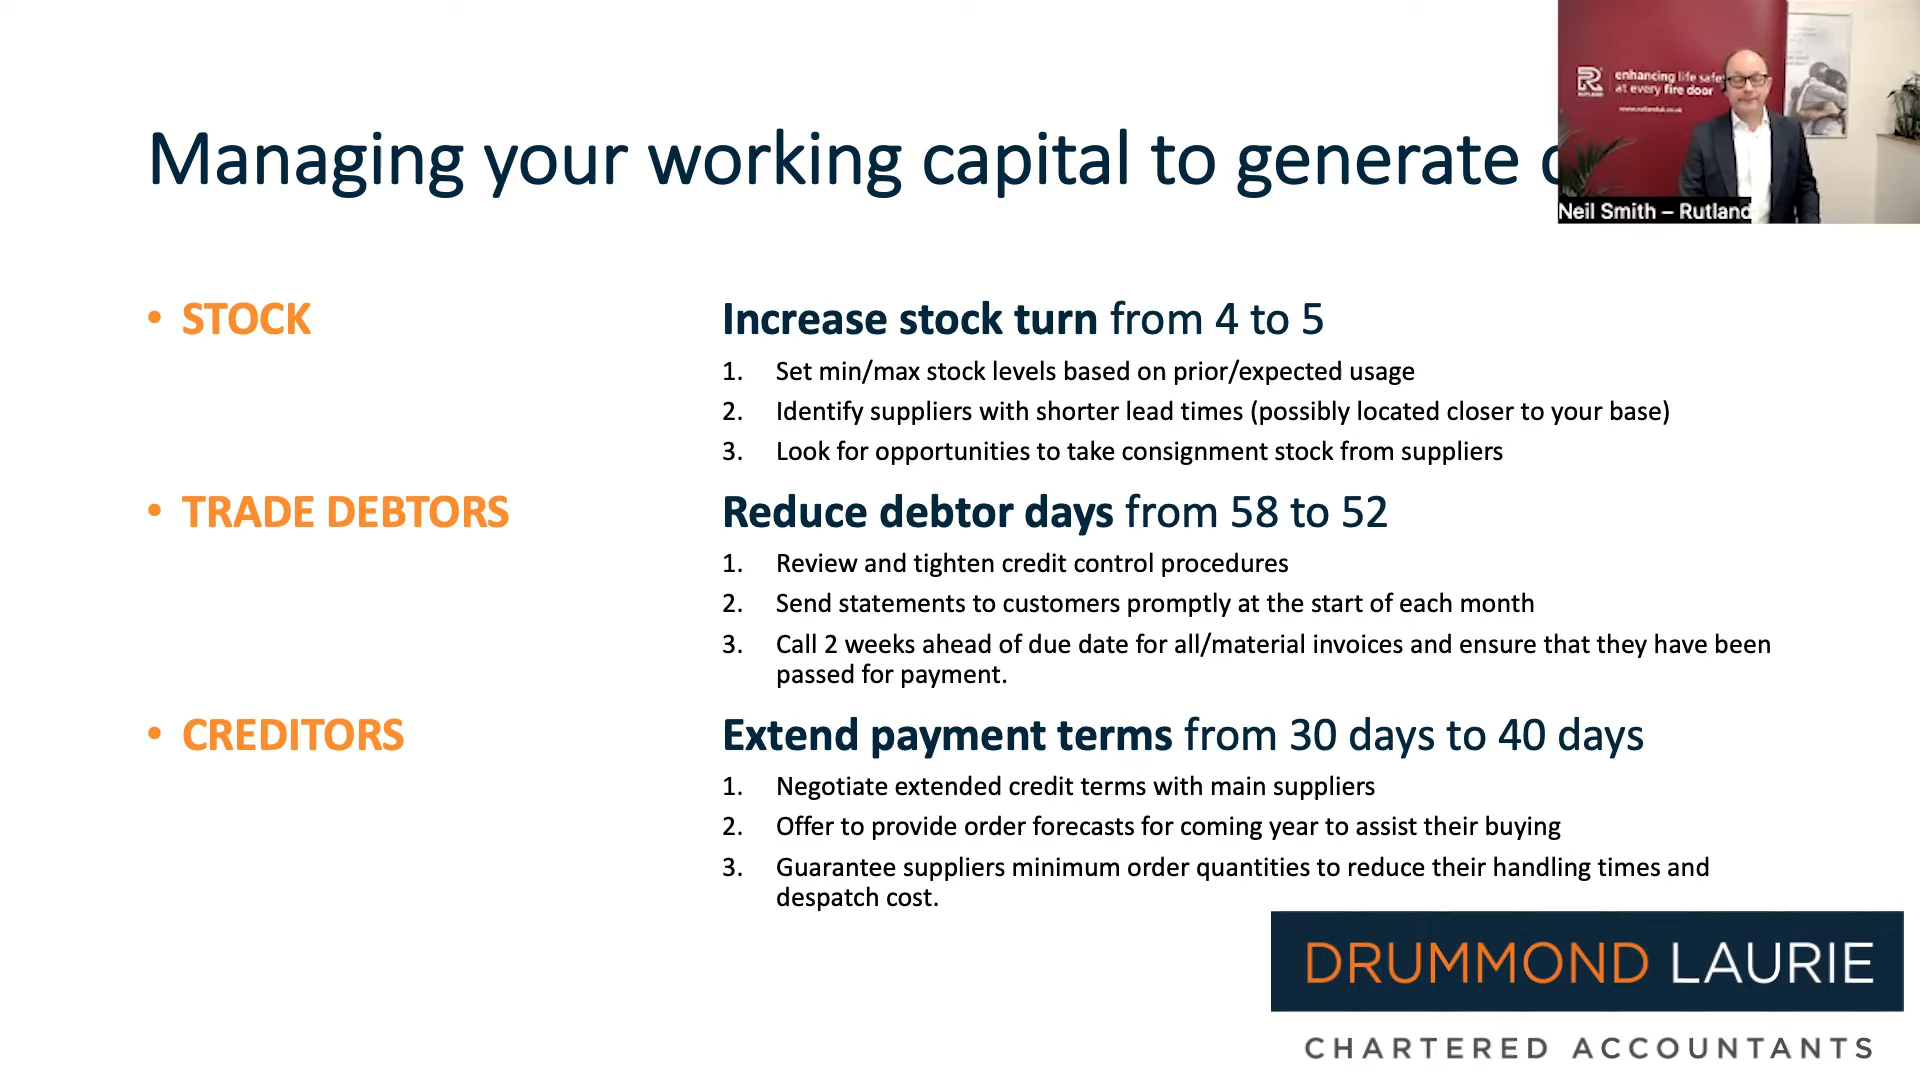 Managing your working capital to generate
enhancing life safe
at every fire door
www.rutlanduk.co.uk
RUTLAND
Neil Smith – Rutland
• STOCK
Increase stock turn from 4 to 5
1. Set min/max stock levels based on prior/expected usage
2. Identify suppliers with shorter lead times (possibly located closer to your base)
3. Look for opportunities to take consignment stock from suppliers
• TRADE DEBTORS
Reduce debtor days from 58 to 52
1. Review and tighten credit control procedures
2. Send statements to customers promptly at the start of each month
3. Call 2 weeks ahead of due date for all/material invoices and ensure that they have been
passed for payment.
• CREDITORS
Extend payment terms from 30 days to 40 days
1. Negotiate extended credit terms with main suppliers
2. Offer to provide order forecasts for coming year to assist their buying
3. Guarantee suppliers minimum order quantities to reduce their handling times and
despatch cost.
DRUMMOND LAURIE
CHARTERED ACCOUNTANTS